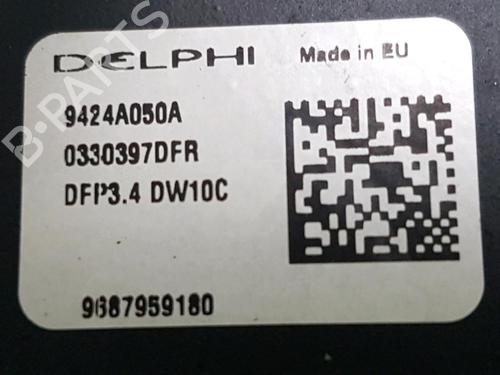 DELPHI Made in EU
9424A050A
0330397DFR
DFP3.4 DW10C
9687959180
B-PARTS